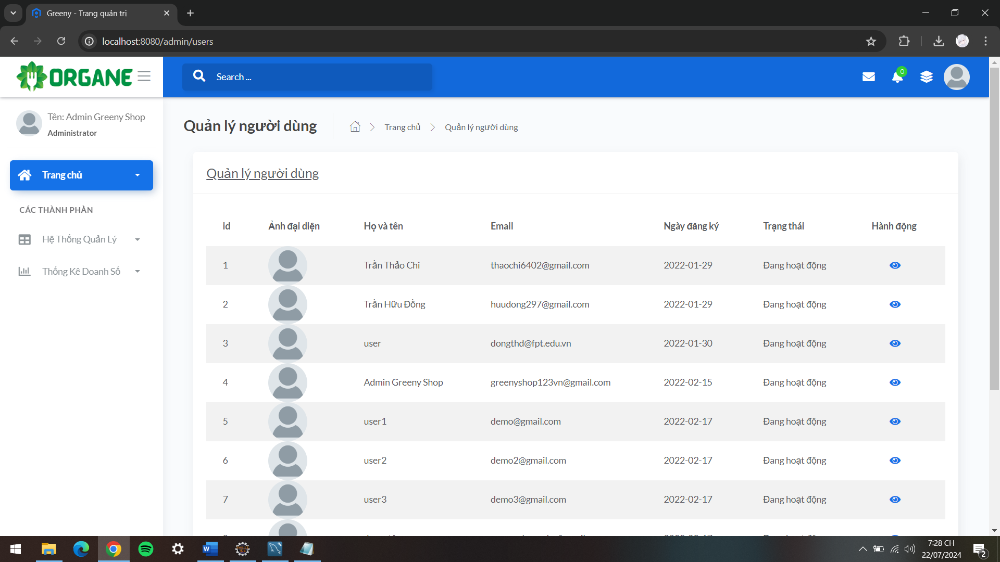 Greeny - Trang quản trị
localhost:8080/admin/users
ORGANE
Search ...
0
Tên: Admin Greeny Shop
Administrator
Quản lý người dùng
Trang chủ
Quản lý người dùng
Trang chủ
Quản lý người dùng
CÁC THÀNH PHẦN
Hệ Thống Quản Lý
Thống Kê Doanh Số
id Ảnh đại diện Họ và tên Email Ngày đăng ký Trạng thái Hành động
1 Trần Thảo Chi thaochi6402@gmail.com 2022-01-29 Đang hoạt động
2 Trần Hữu Đồng huudong297@gmail.com 2022-01-29 Đang hoạt động
3 user dongthd@fpt.edu.vn 2022-01-30 Đang hoạt động
4 Admin Greeny Shop greenyshop123vn@gmail.com 2022-02-15 Đang hoạt động
5 user1 demo@gmail.com 2022-02-17 Đang hoạt động
6 user2 demo2@gmail.com 2022-02-17 Đang hoạt động
7 user3 demo3@gmail.com 2022-02-17 Đang hoạt động
7:28 CH
22/07/2024
2